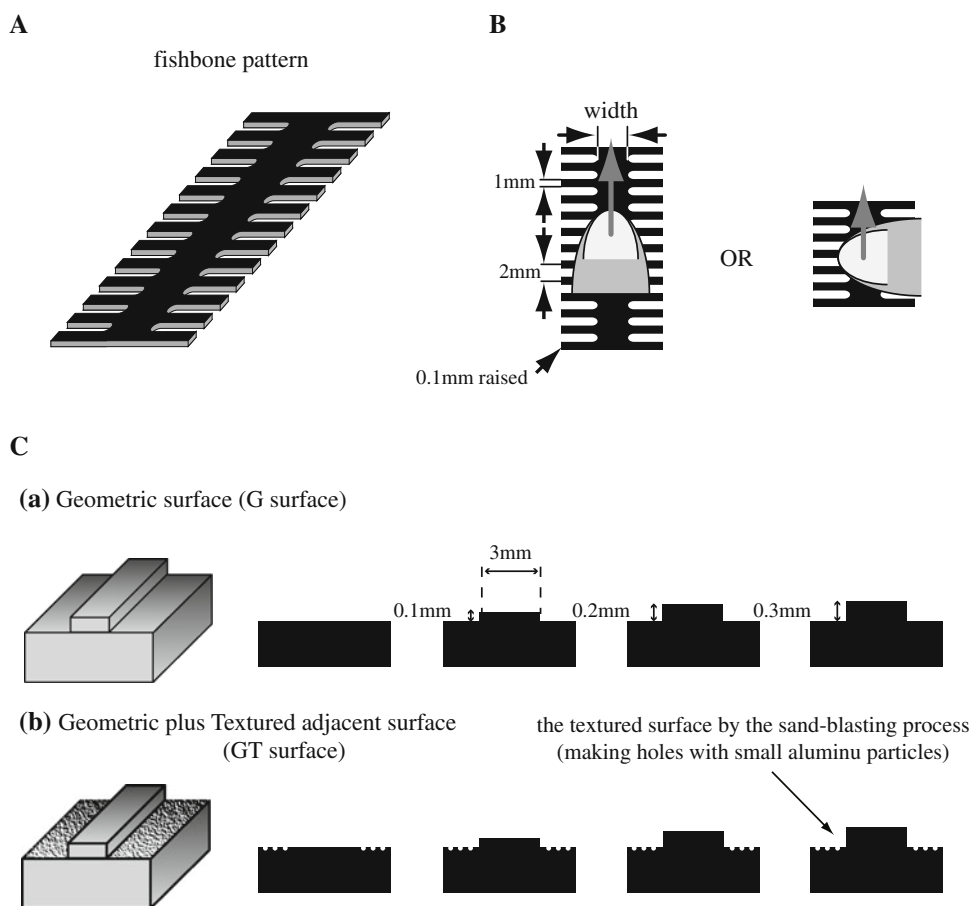 A
fishbone pattern
B
width
1mm
2mm
0.1mm raised
OR
C
(a) Geometric surface (G surface)
3mm
0.1mm
0.2mm
0.3mm
(b) Geometric plus Textured adjacent surface
(GT surface)
the textured surface by the sand-blasting process
(making holes with small aluminu particles)